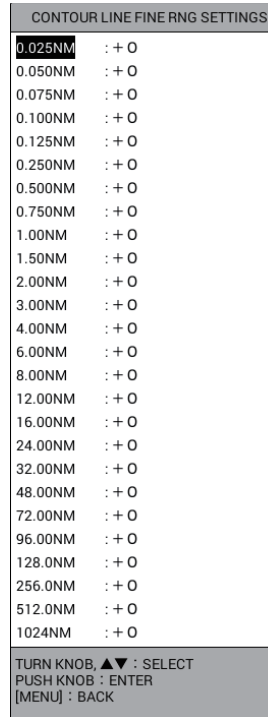 CONTOUR LINE FINE RNG SETTINGS
0.025NM : + 0
0.050NM : + 0
0.075NM : + 0
0.100NM : + 0
0.125NM : + 0
0.250NM : + 0
0.500NM : + 0
0.750NM : + 0
1.00NM : + 0
1.50NM : + 0
2.00NM : + 0
3.00NM : + 0
4.00NM : + 0
6.00NM : + 0
8.00NM : + 0
12.00NM : + 0
16.00NM : + 0
24.00NM : + 0
32.00NM : + 0
48.00NM : + 0
72.00NM : + 0
96.00NM : + 0
128.0NM : + 0
256.0NM : + 0
512.0NM : + 0
1024NM : + 0
TURN KNOB, ▲▼ : SELECT
PUSH KNOB : ENTER
[MENU] : BACK